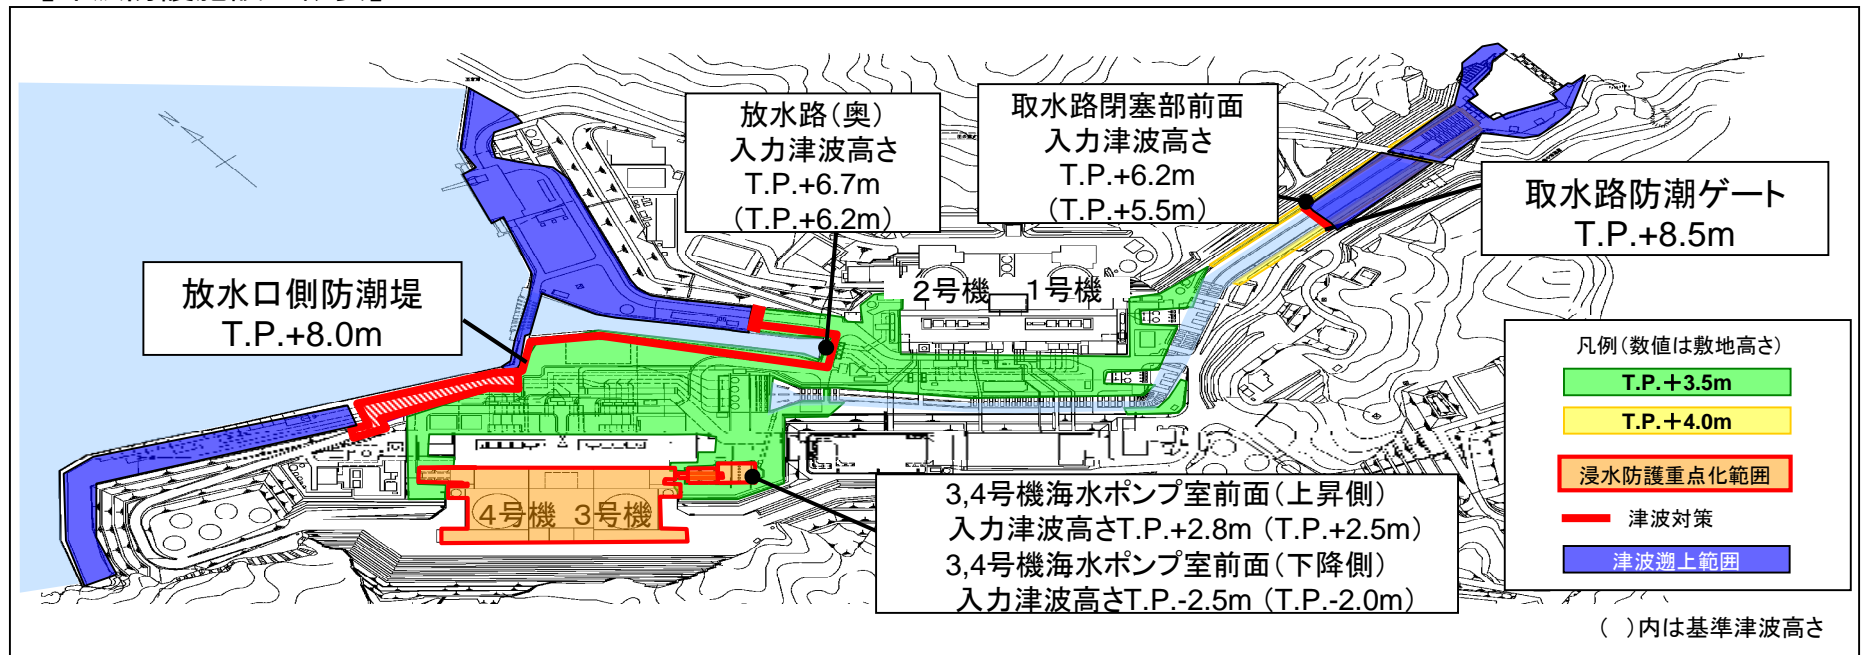 放水路(奥)
入力津波高さ
T.P.+6.7m
(T.P.+6.2m)
取水路閉塞部前面
入力津波高さ
T.P.+6.2m
(T.P.+5.5m)
取水路防潮ゲート
T.P.+8.5m
放水口側防潮堤
T.P.+8.0m
2号機 1号機
凡例(数値は敷地高さ)
T.P.+3.5m
T.P.+4.0m
浸水防護重点化範囲
津波対策
津波遡上範囲
4号機 3号機
3,4号機海水ポンプ室前面(上昇側)
入力津波高さT.P.+2.8m (T.P.+2.5m)
3,4号機海水ポンプ室前面(下降側)
入力津波高さT.P.-2.5m (T.P.-2.0m)
( )内は基準津波高さ